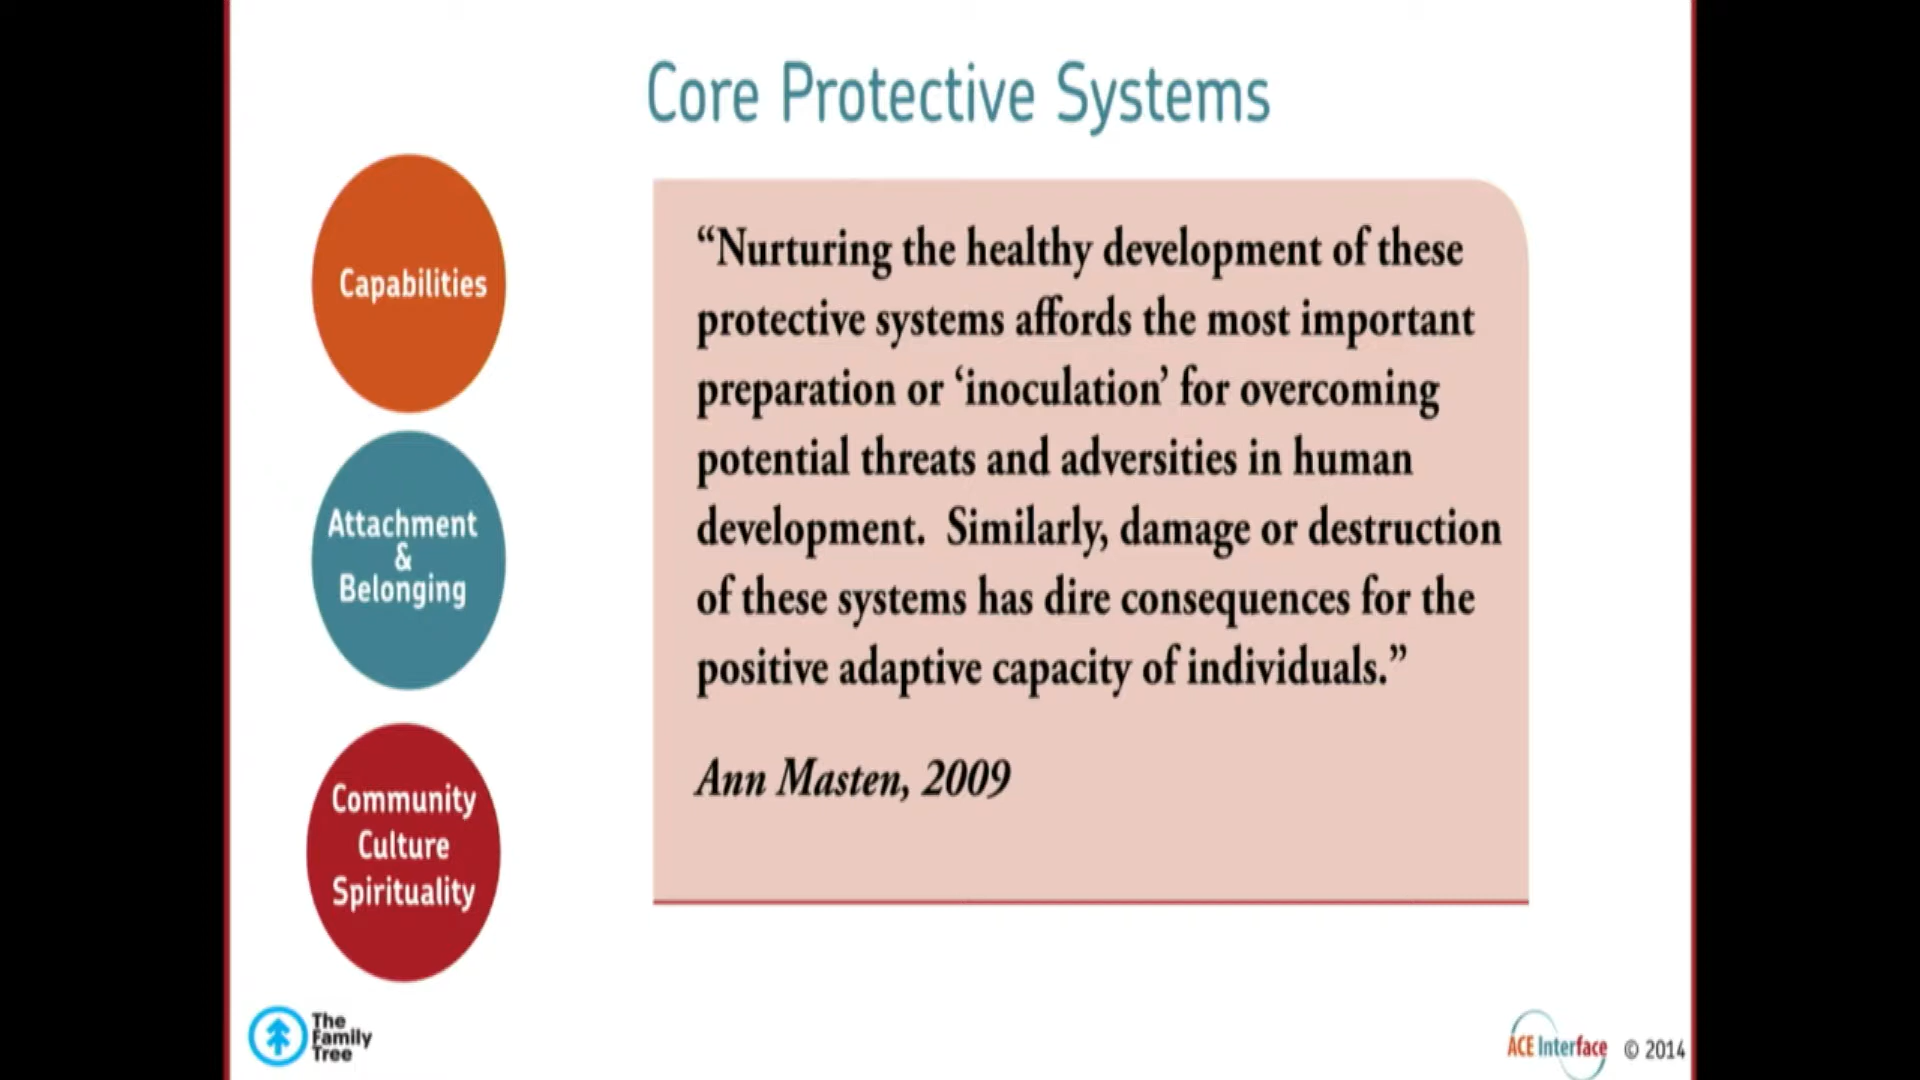 Core Protective Systems
Capabilities
Attachment
&
Belonging
Community
Culture
Spirituality
“Nurturing the healthy development of these
protective systems affords the most important
preparation or ‘inoculation’ for overcoming
potential threats and adversities in human
development.  Similarly, damage or destruction
of these systems has dire consequences for the
positive adaptive capacity of individuals.”
Ann Masten, 2009
The
Family
Tree
ACE Interface © 2014